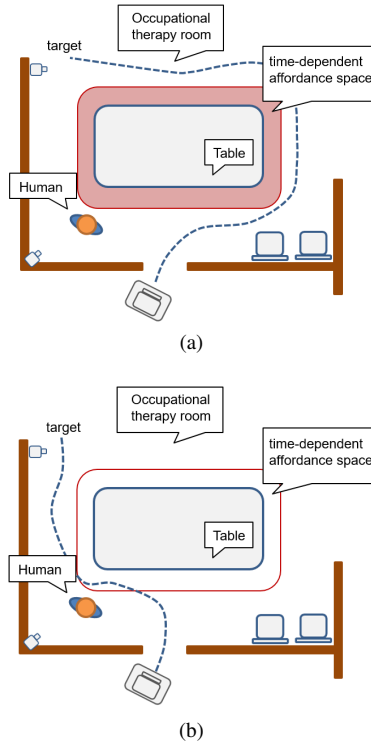 Occupational
therapy room
target
time-dependent
affordance space
Table
Human
(a)
Occupational
therapy room
target
time-dependent
affordance space
Table
Human
(b)